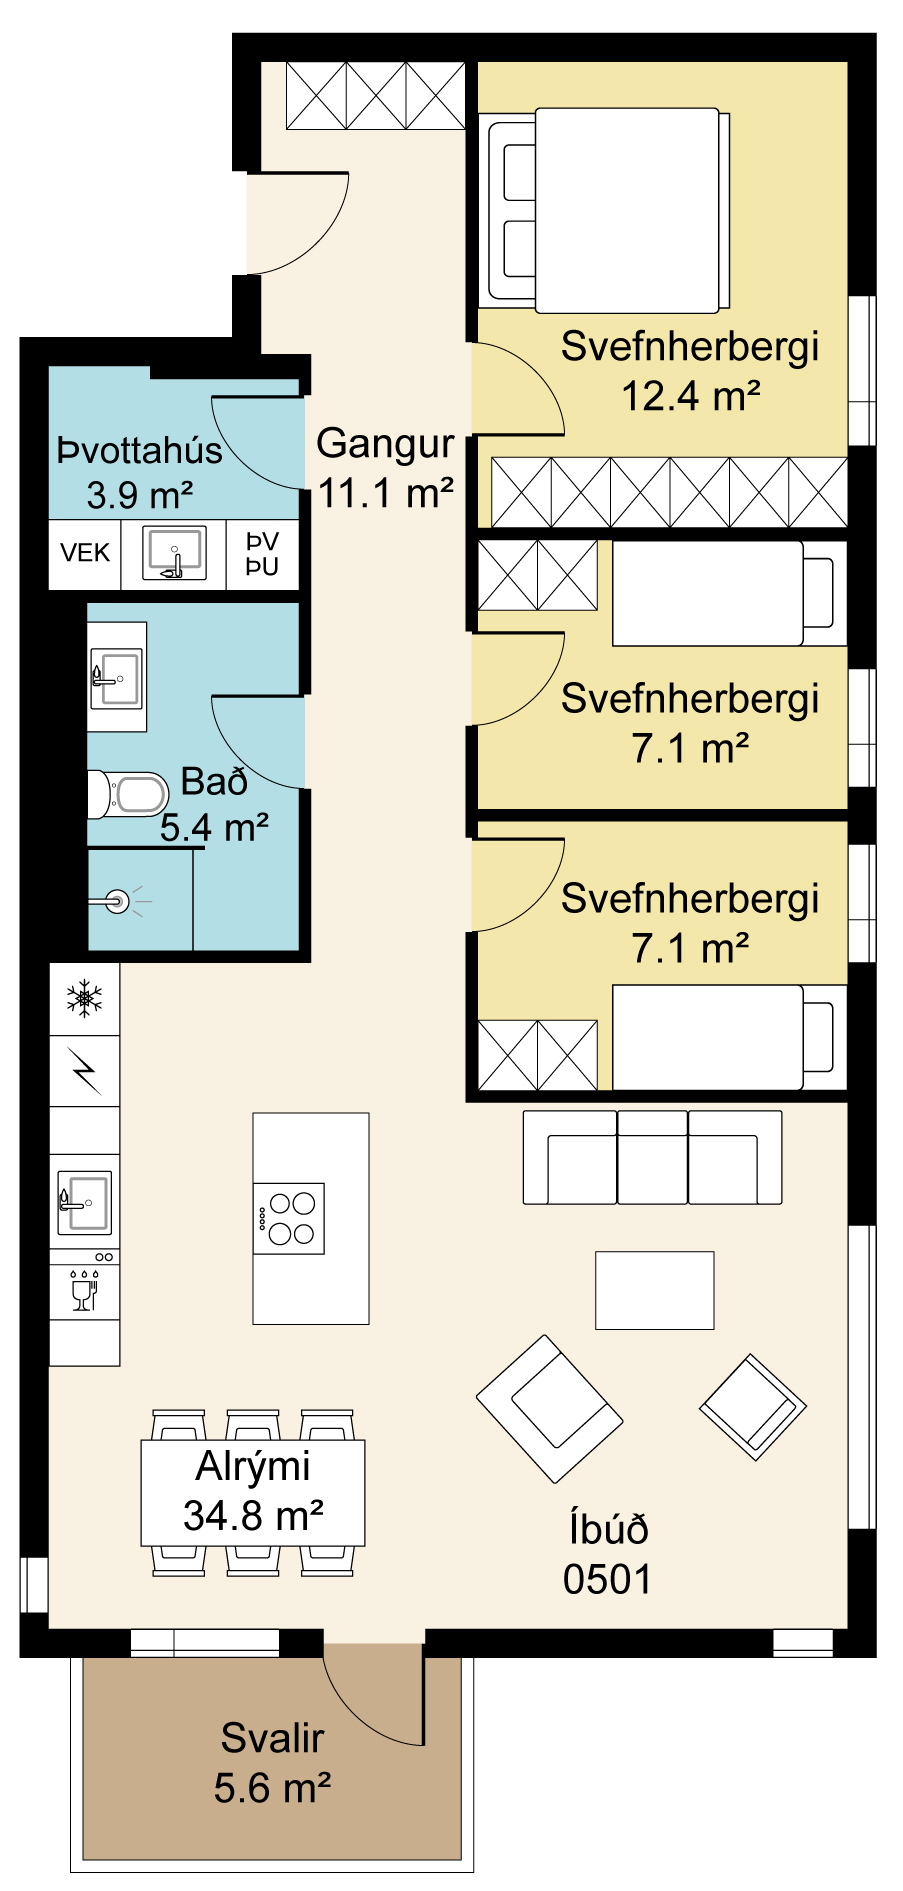 Svefnherbergi
12.4 m²
Gangur
11.1 m²
Þvottahús
3.9 m²
VEK
ÞV
ÞU
Svefnherbergi
7.1 m²
Bað
5.4 m²
Svefnherbergi
7.1 m²
Alrými
34.8 m²
Íbúð
0501
Svalir
5.6 m²